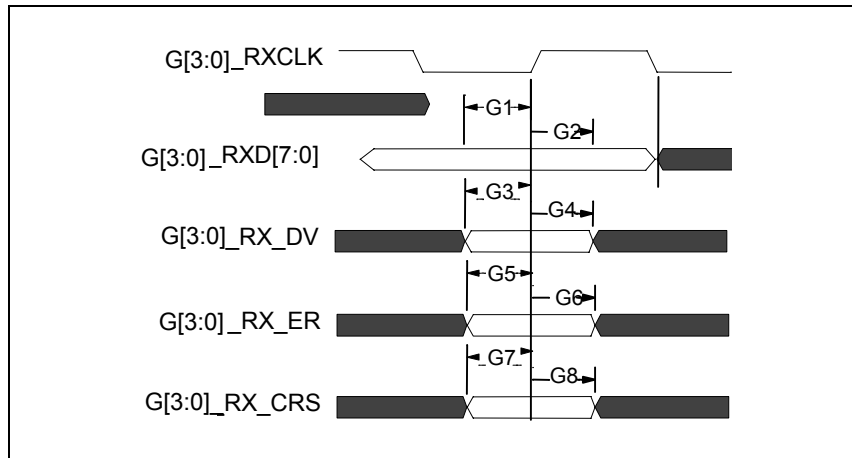 G[3:0]_RXCLK
G1
G2
G[3:0]_RXD[7:0]
G3
G4
G[3:0]_RX_DV
G5
G6
G[3:0]_RX_ER
G7
G8
G[3:0]_RX_CRS